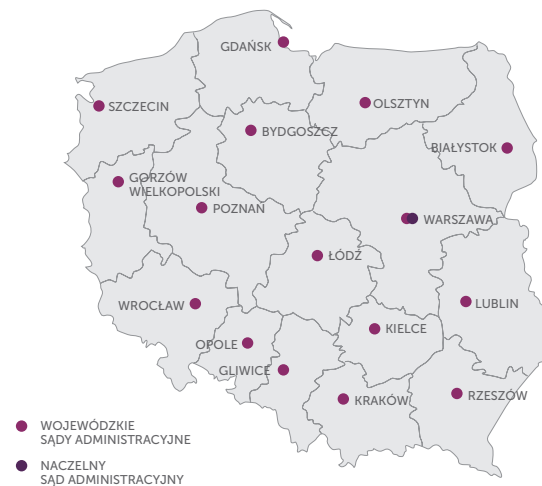 GDAŃSK
SZCZECIN
OLSZTYN
BYDGOSZCZ
BIAŁYSTOK
GORZÓW
WIELKOPOLSKI
POZNAŃ
WARSZAWA
ŁÓDŹ
WROCŁAW
LUBLIN
KIELCE
OPOLE
GLIWICE
KRAKÓW
RZESZÓW
WOJEWÓDZKIE
SĄDY ADMINISTRACYJNE
NACZELNY
SĄD ADMINISTRACYJNY